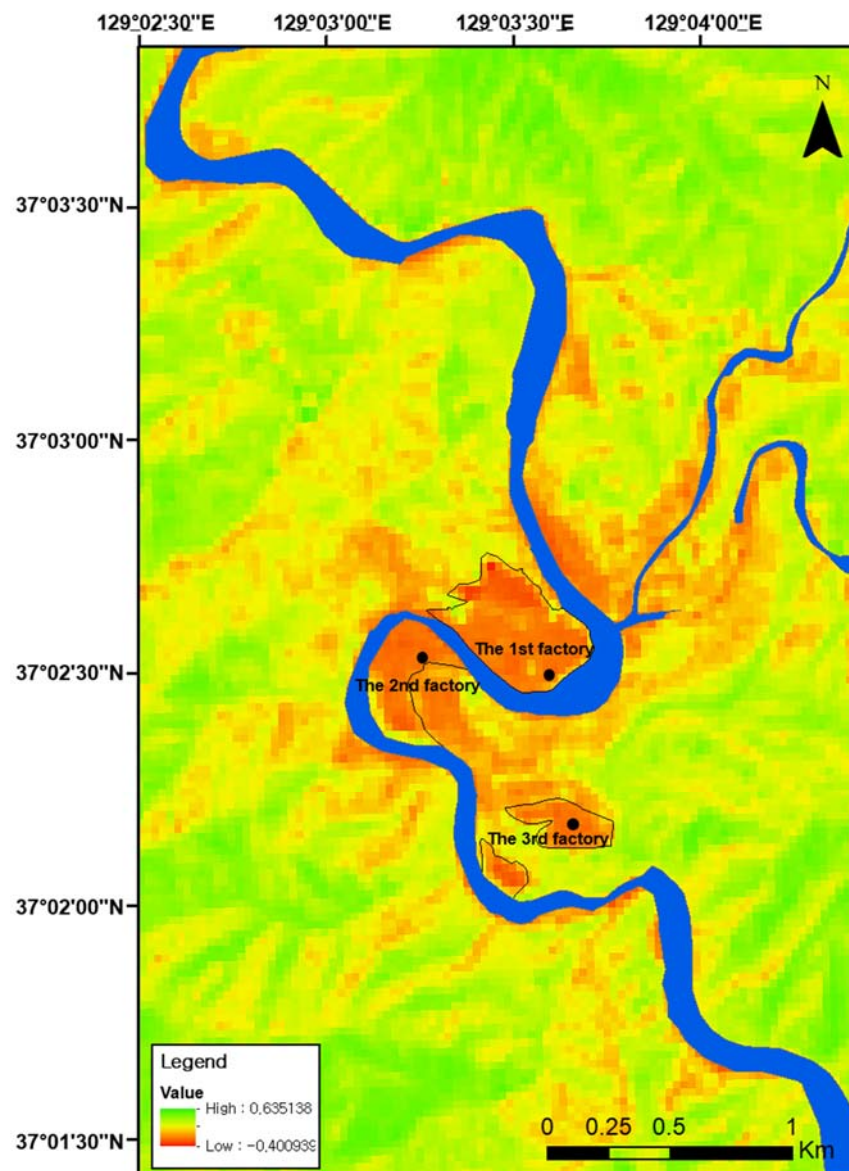 129°02'30"E 129°03'00"E 129°03'30"E 129°04'00"E
N
37°03'30"N
37°03'00"N
The 1st factory
37°02'30"N
The 2nd factory
The 3rd factory
37°02'00"N
Legend
Value
High : 0,635138
Low : -0,400939
37°01'30"N
0 0.25 0.5 1
Km